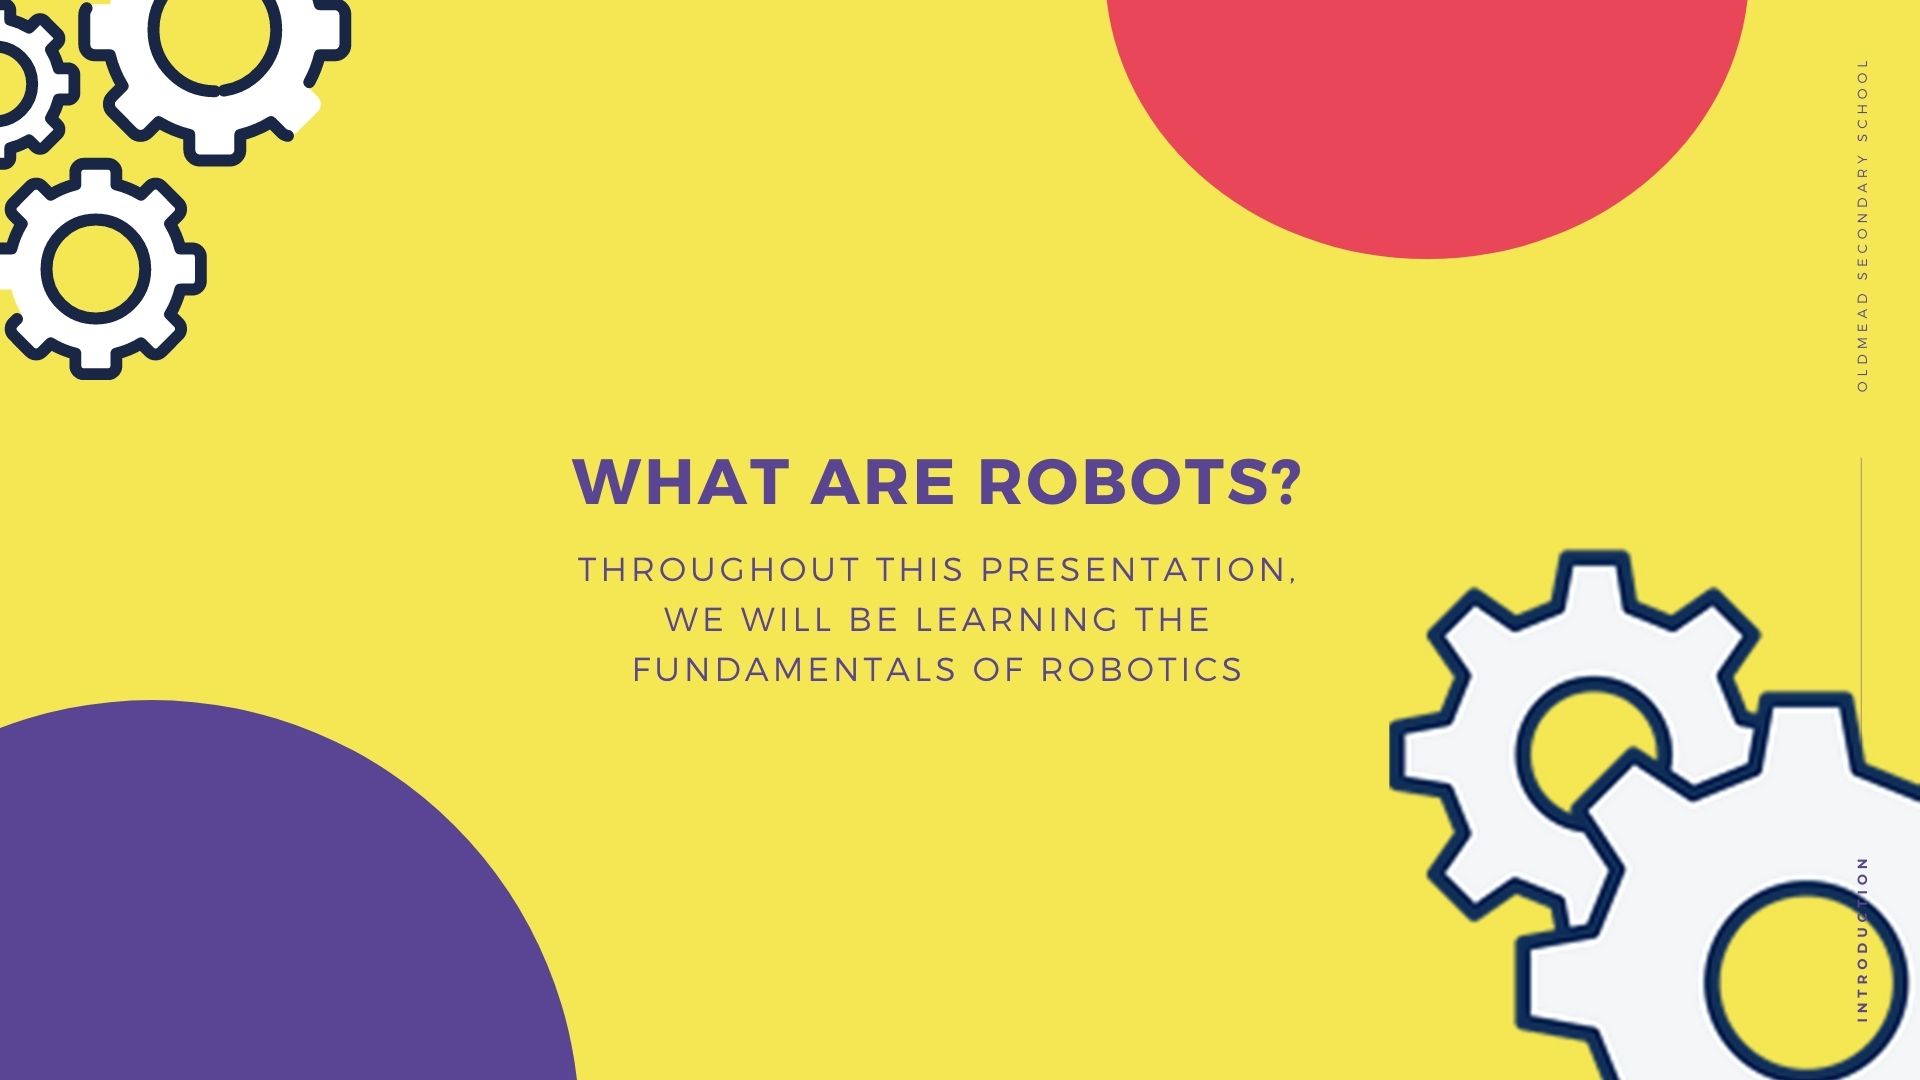 WHAT ARE ROBOTS?
THROUGHOUT THIS PRESENTATION,
WE WILL BE LEARNING THE
FUNDAMENTALS OF ROBOTICS
OLDMEAD SECONDARY SCHOOL
INTRODUCTION